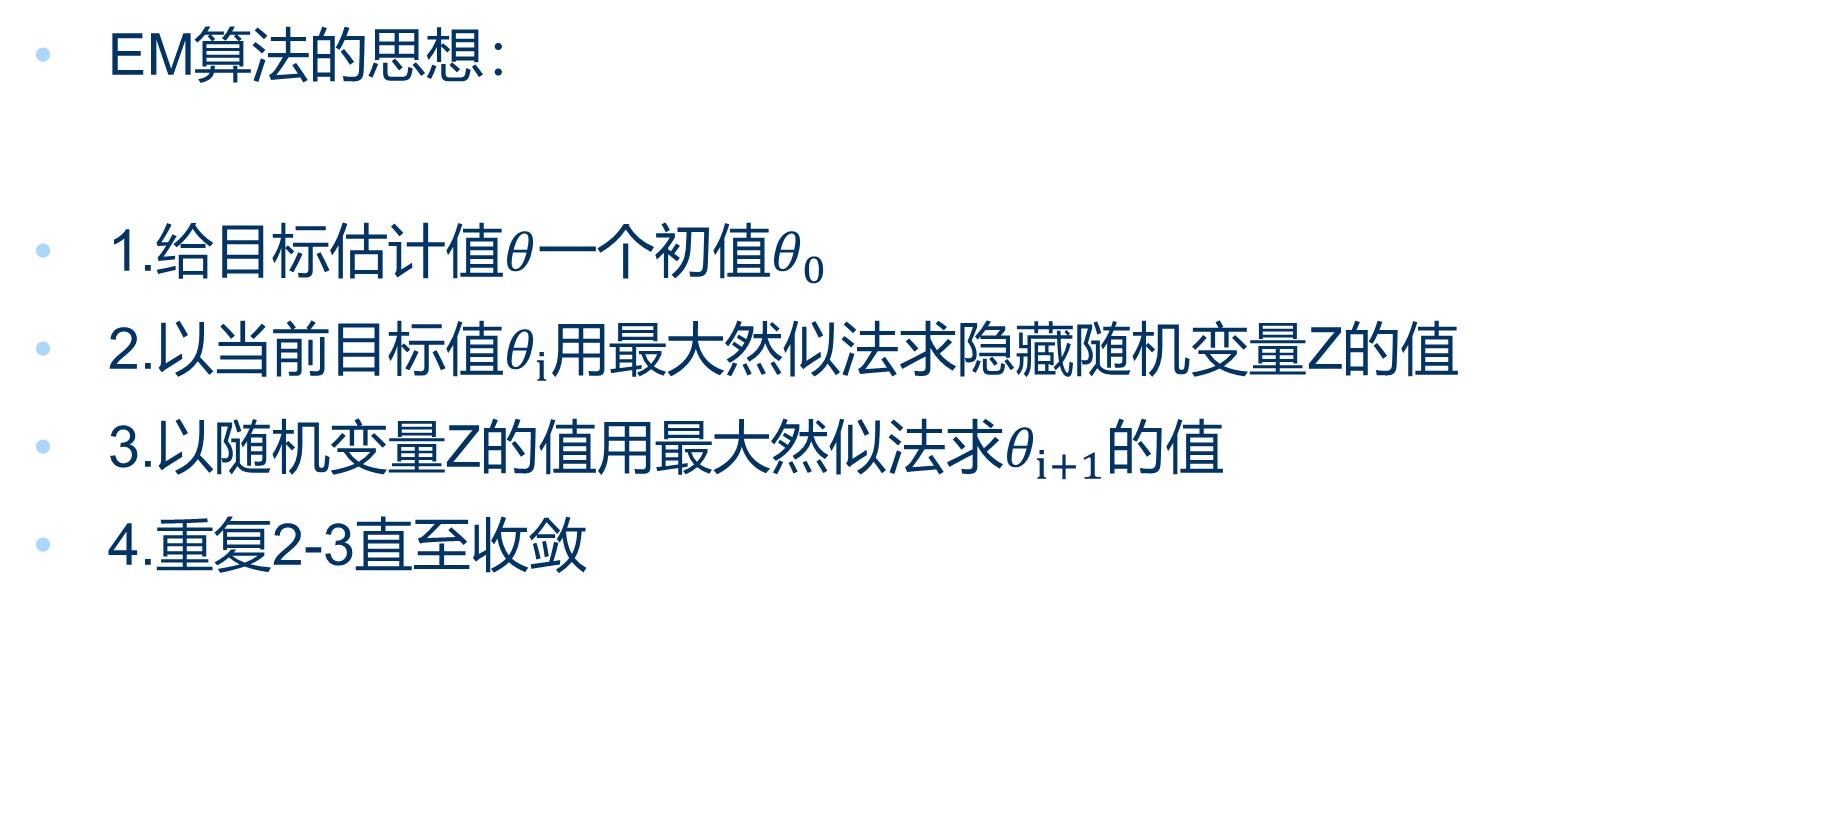 EM算法的思想：
1.给目标估计值θ一个初值θ₀
2.以当前目标值θᵢ用最大然似法求隐藏随机变量Z的值
3.以随机变量Z的值用最大然似法求θᵢ₊₁的值
4.重复2-3直至收敛